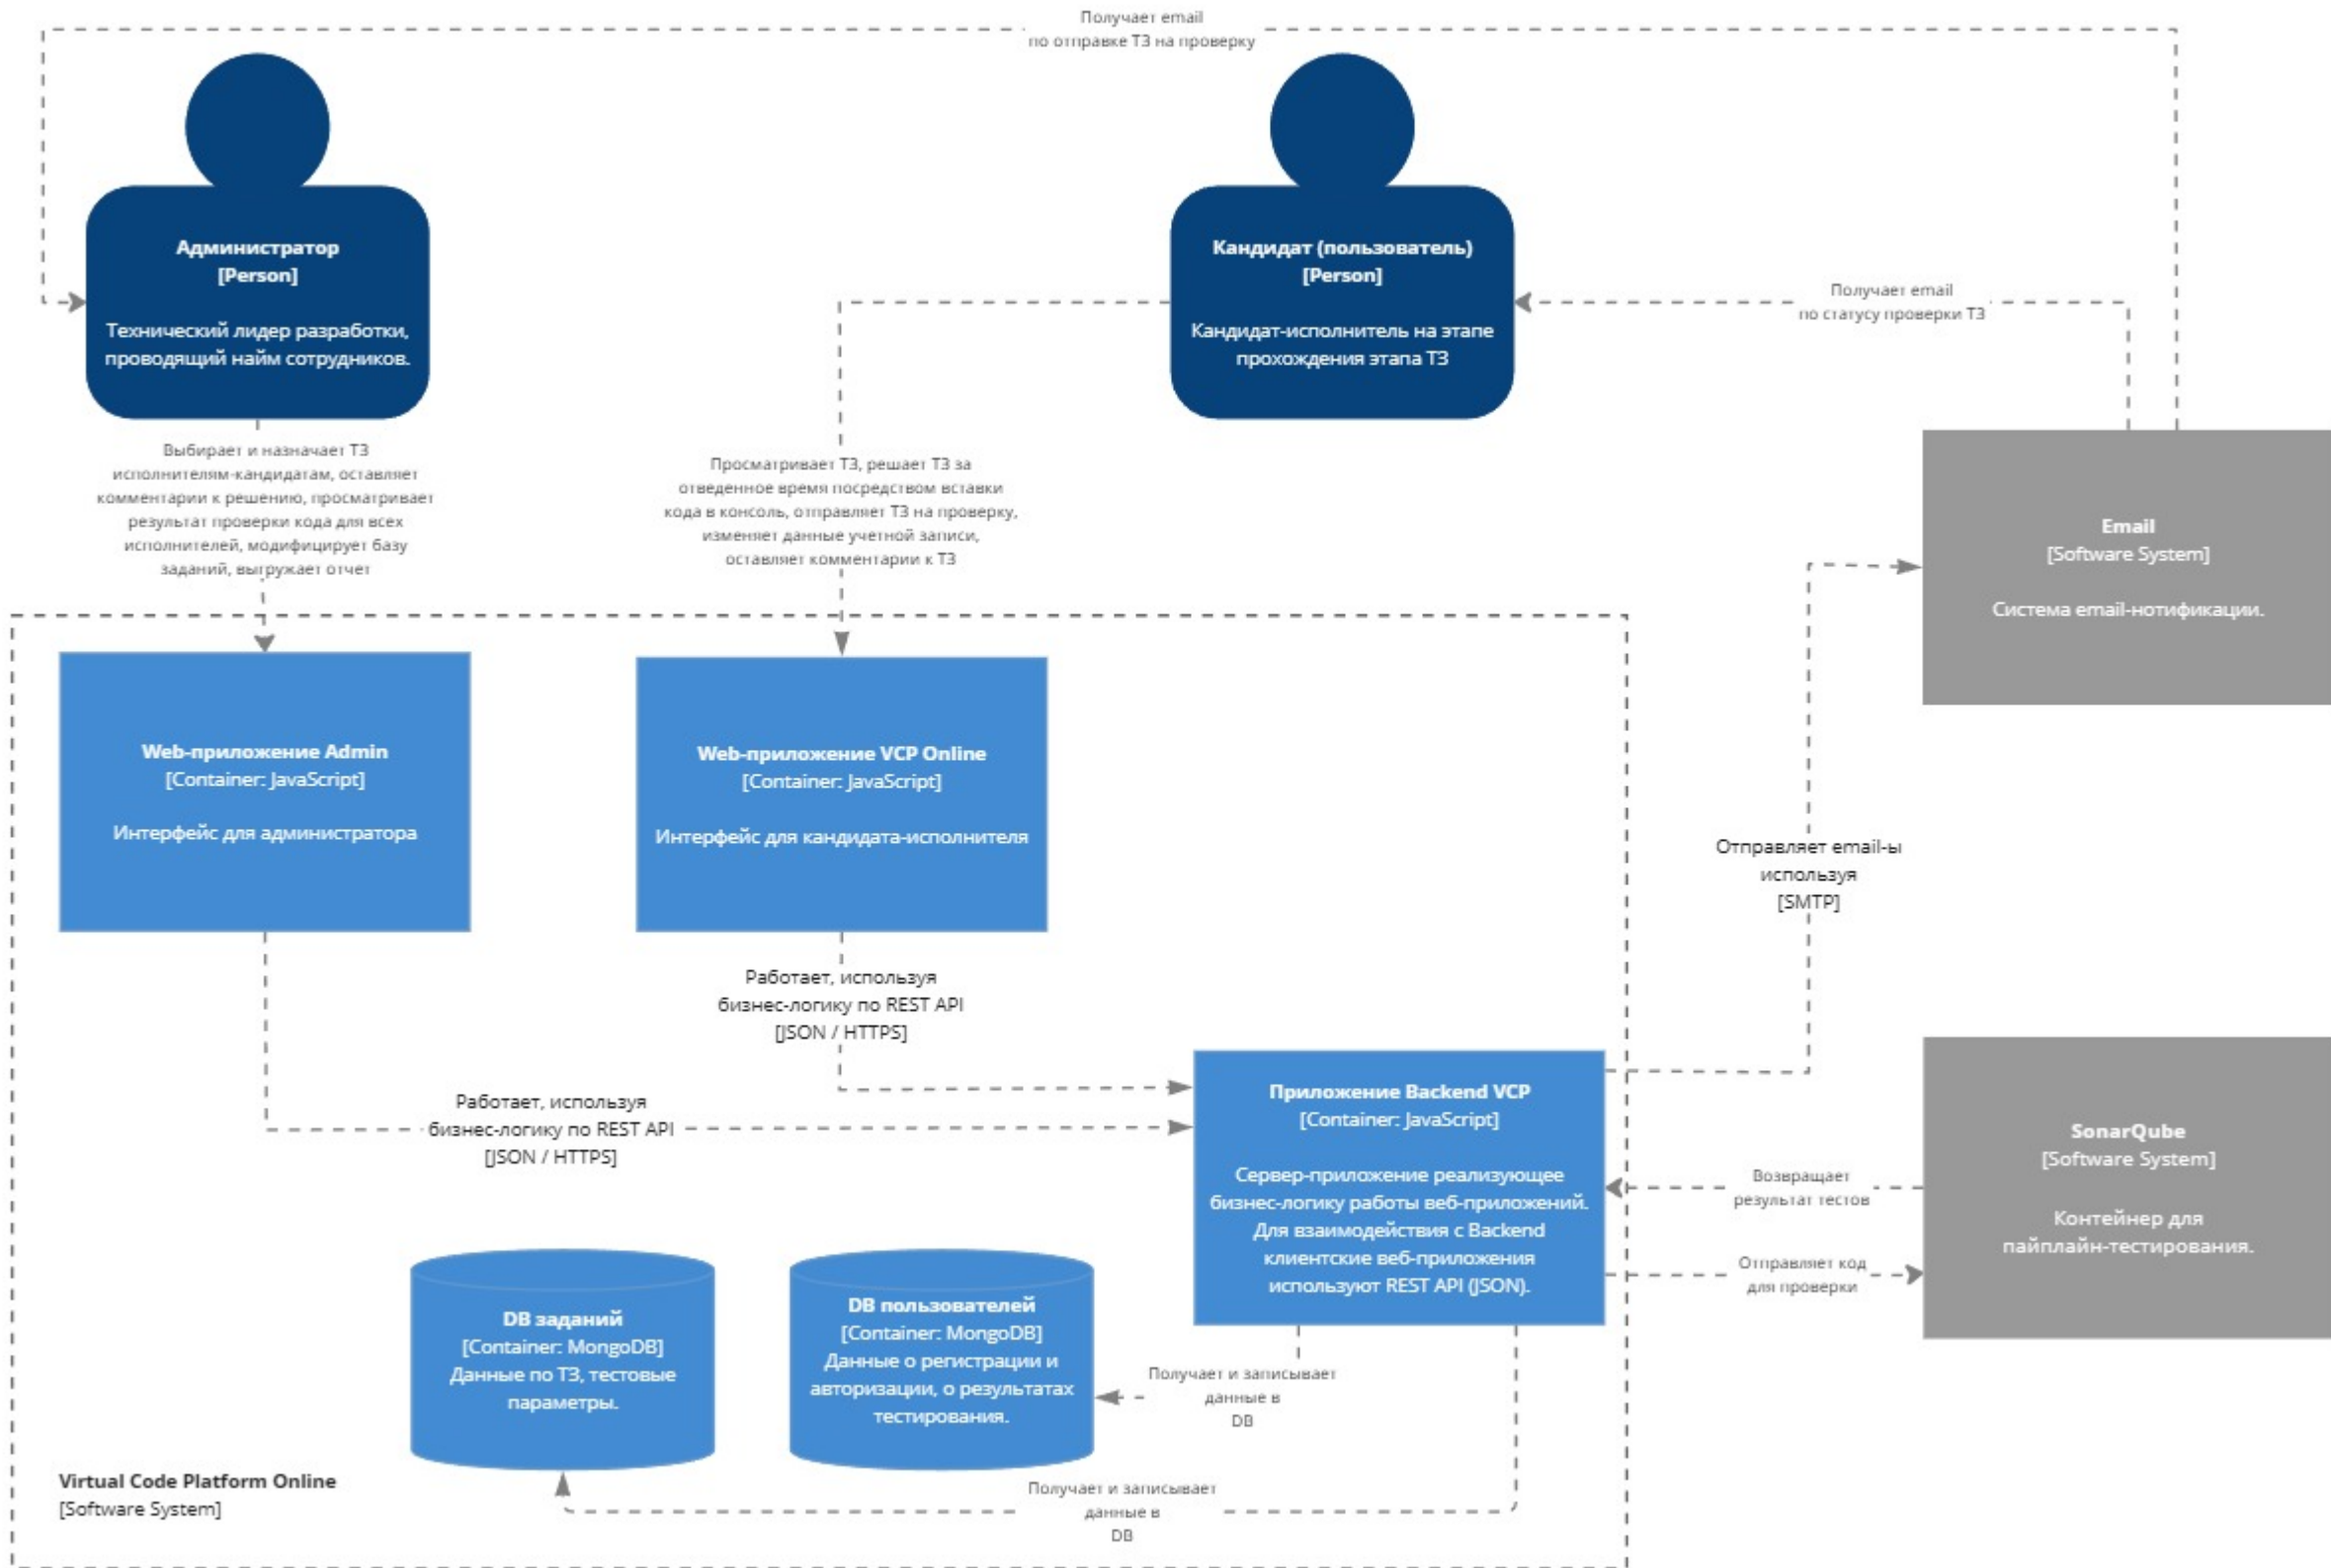 Получает email
по отправке ТЗ на проверку
Администратор
[Person]
Технический лидер разработки,
проводящий найм сотрудников.
Кандидат (пользователь)
[Person]
Кандидат-исполнитель на этапе
прохождения этапа ТЗ
Получает email
по статусу проверки ТЗ
Выбирает и назначает ТЗ
исполнителям-кандидатам, оставляет
комментарии к решению, просматривает
результат проверки кода для всех
исполнителей, модифицирует базу
заданий, выгружает отчет
Просматривает ТЗ, решает ТЗ за
отведенное время посредством вставки
кода в консоль, отправляет ТЗ на проверку,
изменяет данные учетной записи,
оставляет комментарии к ТЗ
Email
[Software System]
Система email-нотификации.
Web-приложение Admin
[Container: JavaScript]
Интерфейс для администратора
Web-приложение VCP Online
[Container: JavaScript]
Интерфейс для кандидата-исполнителя
Отправляет email-ы
используя
[SMTP]
Работает, используя
бизнес-логику по REST API
[JSON / HTTPS]
Работает, используя
бизнес-логику по REST API
[JSON / HTTPS]
Приложение Backend VCP
[Container: JavaScript]
Сервер-приложение реализующее
бизнес-логику работы веб-приложений.
Для взаимодействия с Backend
клиентские веб-приложения
используют REST API (JSON).
SonarQube
[Software System]
Контейнер для
пайплайн-тестирования.
Возвращает
результат тестов
Отправляет код
для проверки
DB заданий
[Container: MongoDB]
Данные по ТЗ, тестовые
параметры.
DB пользователей
[Container: MongoDB]
Данные о регистрации и
авторизации, о результатах
тестирования.
Получает и записывает
данные в
DB
Получает и записывает
данные в
DB
Virtual Code Platform Online
[Software System]